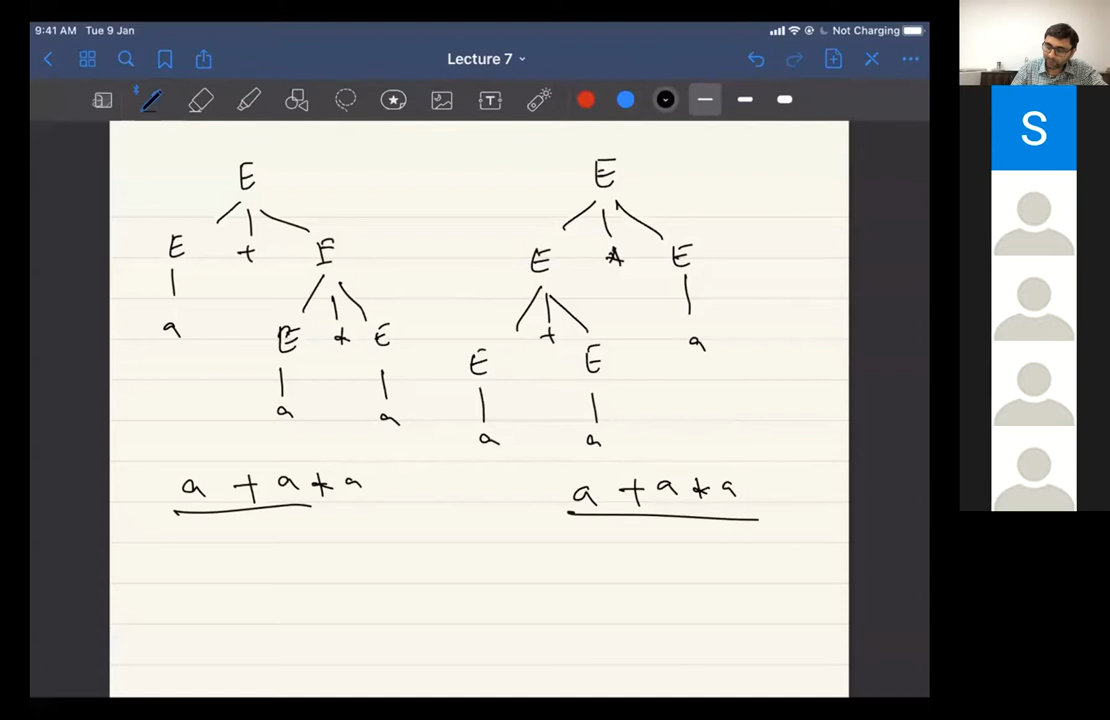 9:41 AM Tue 9 Jan
Not Charging
Lecture 7
S
E E
E + E E * E
a E * E E + E a
a a a a
a + a * a a + a * a